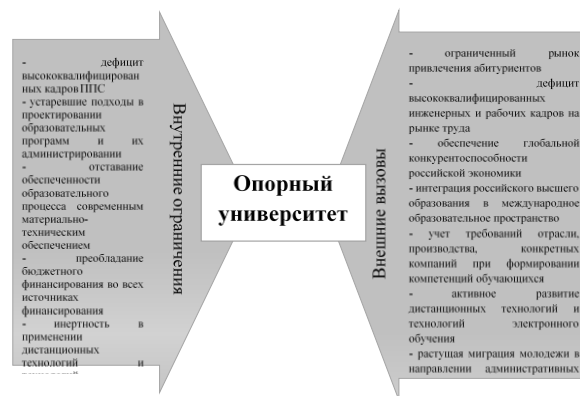 - дефицит
высококвалифицирован
ных кадров ППС
- устаревшие подходы в
проектировании
образовательных
программ и их
администрировании
- отставание
обеспеченности
образовательного
процесса современным
материально-
техническим
обеспечением
- преобладание
бюджетного
финансирования во всех
источниках
финансирования
- инертность в
применении
дистанционных
технологий и
Внутренние ограничения
Опорный
университет
Внешние вызовы
- ограниченный рынок
привлечения абитуриентов
- дефицит
высококвалифицированных
инженерных и рабочих кадров на
рынке труда
- обеспечение глобальной
конкурентоспособности
российской экономики
- интеграция российского высшего
образования в международное
образовательное пространство
- учет требований отрасли,
производства, конкретных
компаний при формировании
компетенций обучающихся
- активное развитие
дистанционных технологий и
технологий электронного
обучения
- растущая миграция молодежи в
направлении административных